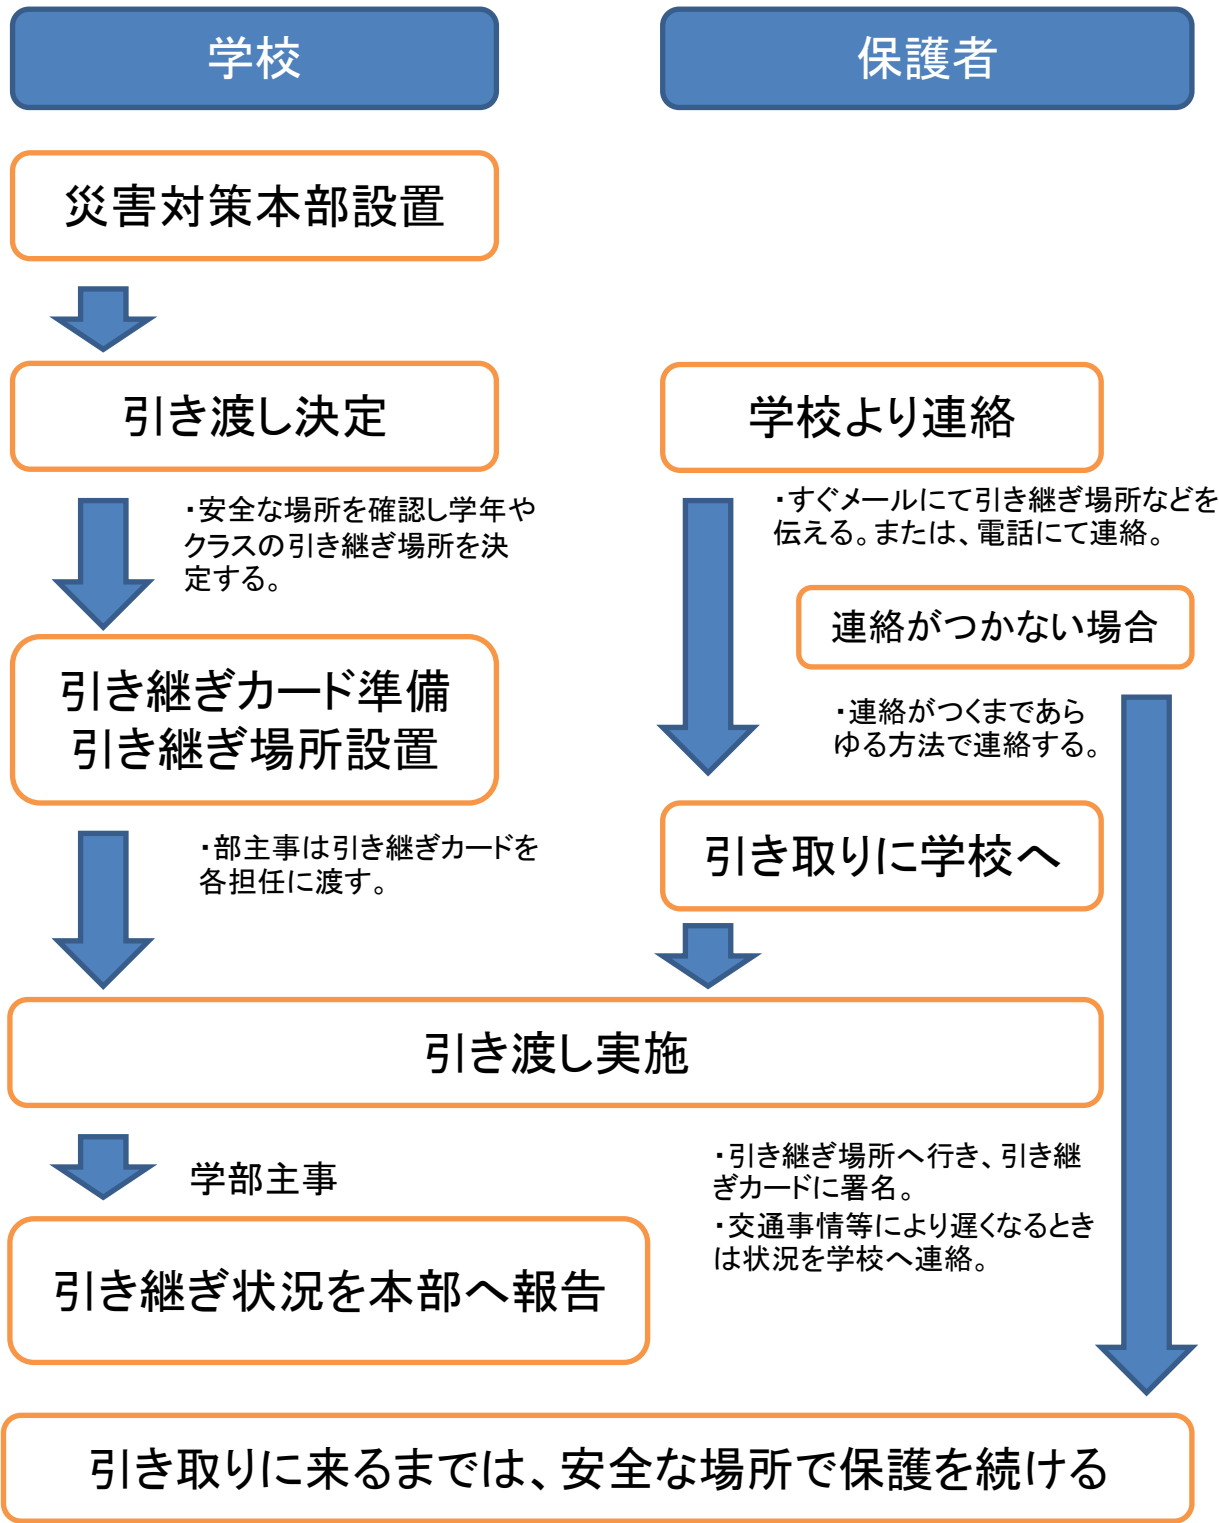 学校
保護者
災害対策本部設置
引き渡し決定
学校より連絡
・安全な場所を確認し学年や
クラスの引き継ぎ場所を決
定する。
・すぐメールにて引き継ぎ場所などを
伝える。または、電話にて連絡。
連絡がつかない場合
引き継ぎカード準備
引き継ぎ場所設置
・連絡がつくまであら
ゆる方法で連絡する。
・部主事は引き継ぎカードを
各担任に渡す。
引き取りに学校へ
引き渡し実施
学部主事
・引き継ぎ場所へ行き、引き継
ぎカードに署名。
・交通事情等により遅くなるとき
は状況を学校へ連絡。
引き継ぎ状況を本部へ報告
引き取りに来るまでは、安全な場所で保護を続ける